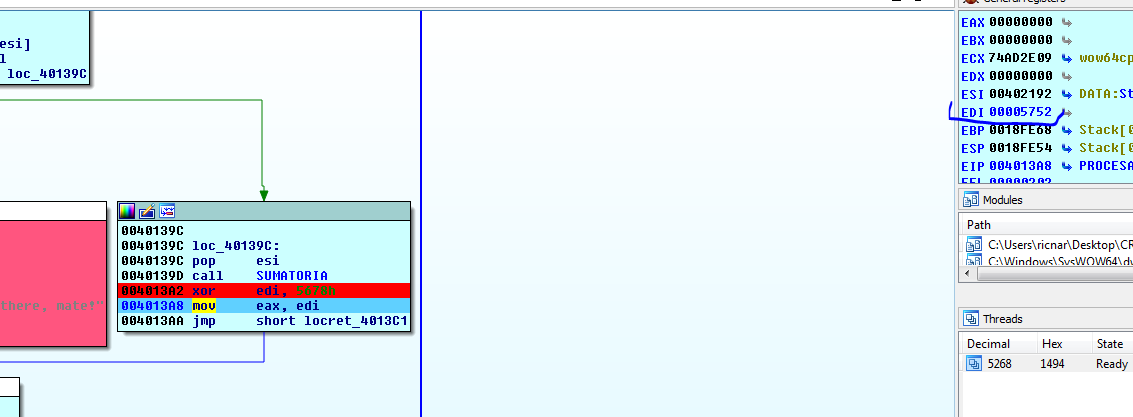 General registers
esi]
l
loc_40139C
EAX 00000000
EBX 00000000
ECX 74AD2E09 wow64cp
EDX 00000000
ESI 00402192 DATA:St
EDI 00005752
EBP 0018FE68 Stack[0
ESP 0018FE54 Stack[0
EIP 004013A8 PROCESA
EFL 00000202
Modules
Path
C:\Users\ricnar\Desktop\CR
C:\Windows\SysWOW64\dv
Threads
Decimal Hex State
5268 1494 Ready
there, mate!"
0040139C
0040139C loc_40139C:
0040139C pop esi
0040139D call SUMATORIA
004013A2 xor edi, 5678h
004013A8 mov eax, edi
004013AA jmp short locret_4013C1